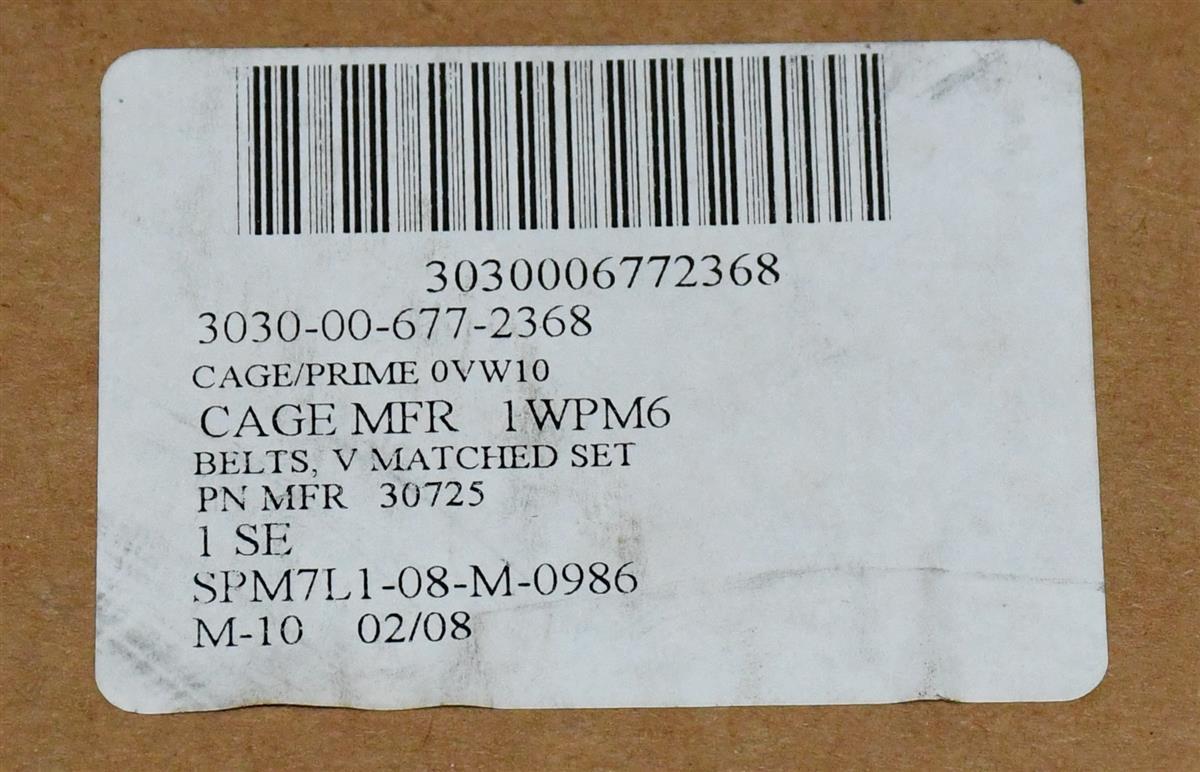 3030006772368
3030-00-677-2368
CAGE/PRIME 0VW10
CAGE MFR 1WPM6
BELTS, V MATCHED SET
PN MFR 30725
1 SE
SPM7L1-08-M-0986
M-10 02/08